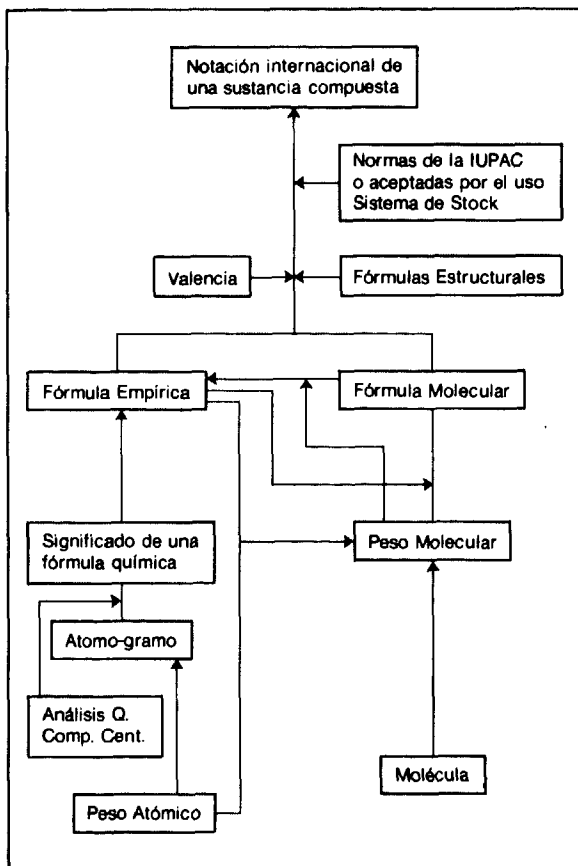 Notación internacional de
una sustancia compuesta
Normas de la IUPAC
o aceptadas por el uso
Sistema de Stock
Valencia
Fórmulas Estructurales
Fórmula Empírica
Fórmula Molecular
Significado de una
fórmula química
Peso Molecular
Atomo-gramo
Análisis Q.
Comp. Cent.
Molécula
Peso Atómico